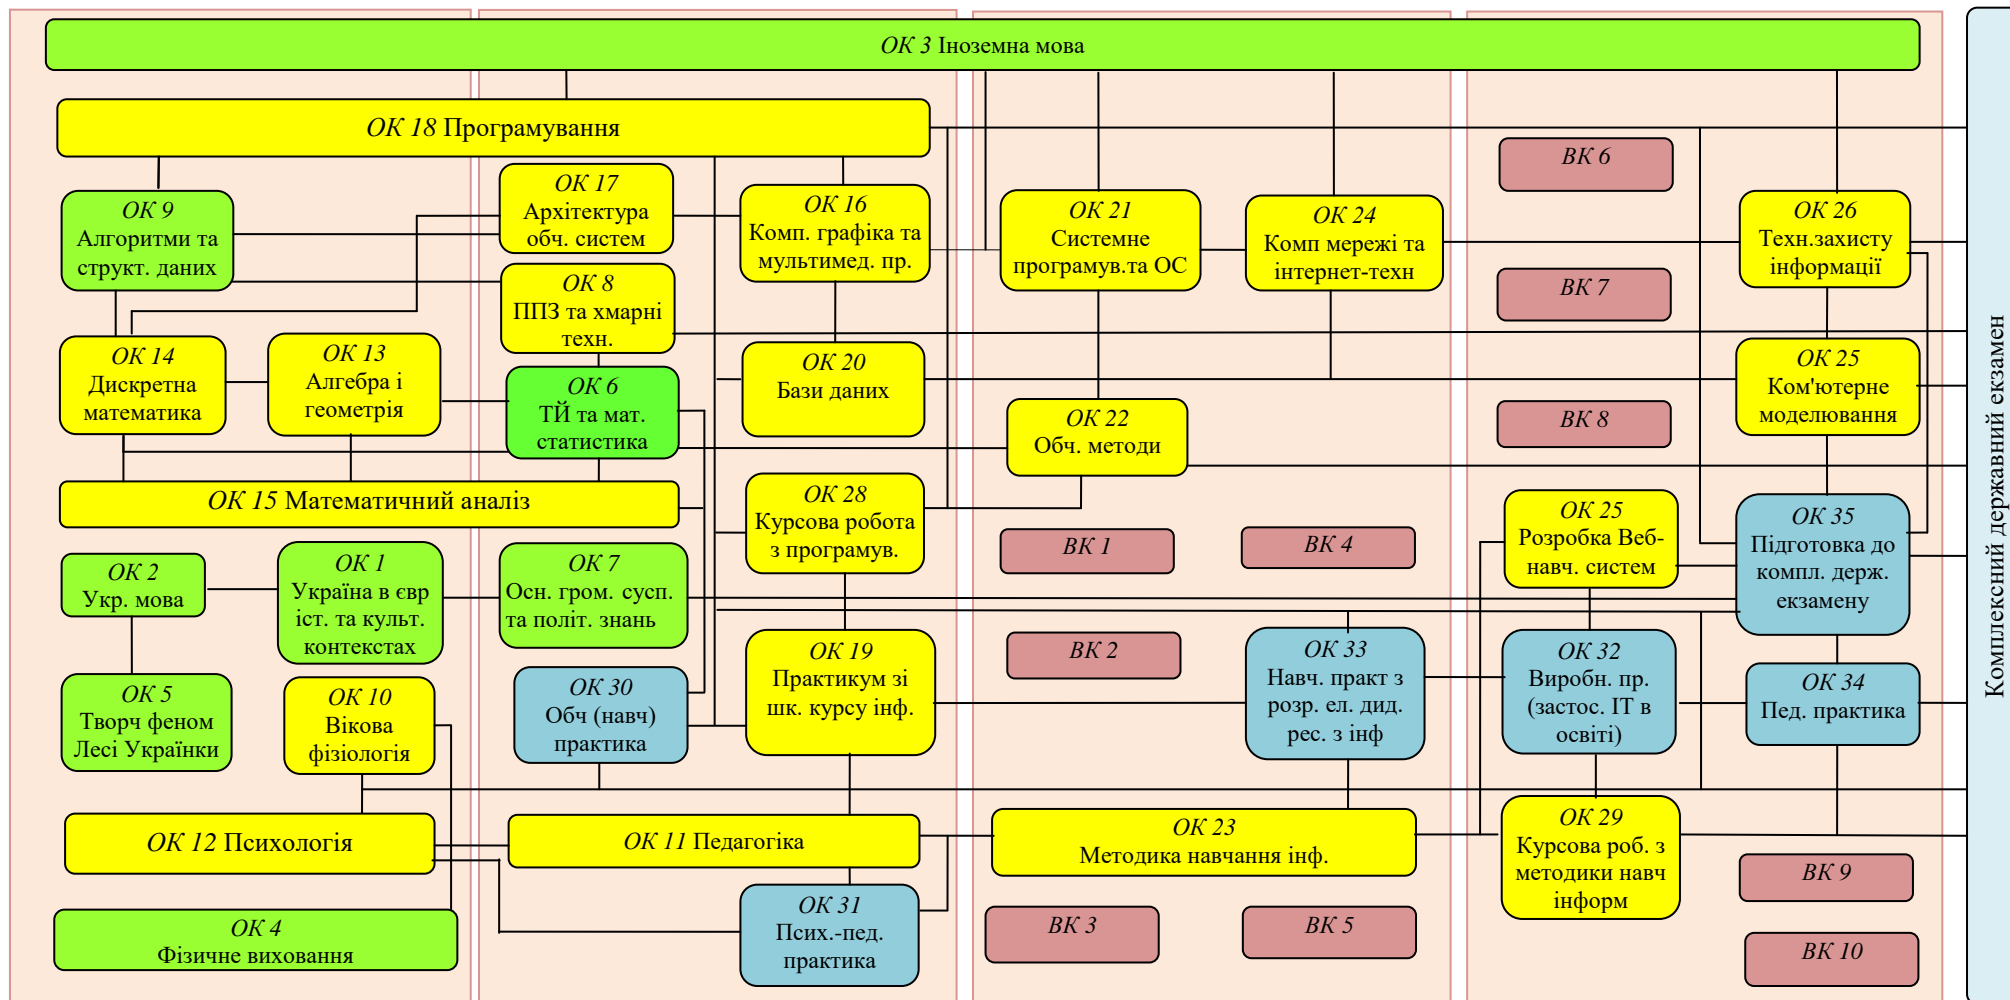 ОК 3 Іноземна мова
ОК 18 Програмування
ОК 9
Алгоритми та
структ. даних
ОК 17
Архітектура
обч. систем
ОК 16
Комп. графіка та
мультимед. пр.
ОК 21
Системне
програмув.та ОС
ОК 24
Комп мережі та
інтернет-техн
ВК 6
ОК 26
Техн.захисту
інформації
ОК 8
ППЗ та хмарні
техн.
ВК 7
ОК 14
Дискретна
математика
ОК 13
Алгебра і
геометрія
ОК 6
ТЙ та мат.
статистика
ОК 20
Бази даних
ОК 22
Обч. методи
ВК 8
ОК 25
Ком'ютерне
моделювання
ОК 15 Математичний аналіз
ОК 28
Курсова робота
з програмув.
ВК 1
ВК 4
ОК 25
Розробка Веб-
навч. систем
ОК 35
Підготовка до
компл. держ.
екзамену
ОК 2
Укр. мова
ОК 1
Україна в євр
іст. та культ.
контекстах
ОК 7
Осн. гром. сусп.
та політ. знань
ОК 5
Творч феном
Лесі Українки
ОК 10
Вікова
фізіологія
ОК 30
Обч (навч)
практика
ОК 19
Практикум зі
шк. курсу інф.
ВК 2
ОК 33
Навч. практ з
розр. ел. дид.
рес. з інф
ОК 32
Виробн. пр.
(застос. ІТ в
освіті)
ОК 34
Пед. практика
ОК 12 Психологія
ОК 11 Педагогіка
ОК 23
Методика навчання інф.
ОК 29
Курсова роб. з
методики навч
інформ
ВК 9
ОК 4
Фізичне виховання
ОК 31
Псих.-пед.
практика
ВК 3
ВК 5
ВК 10
Комплексний державний екзамен